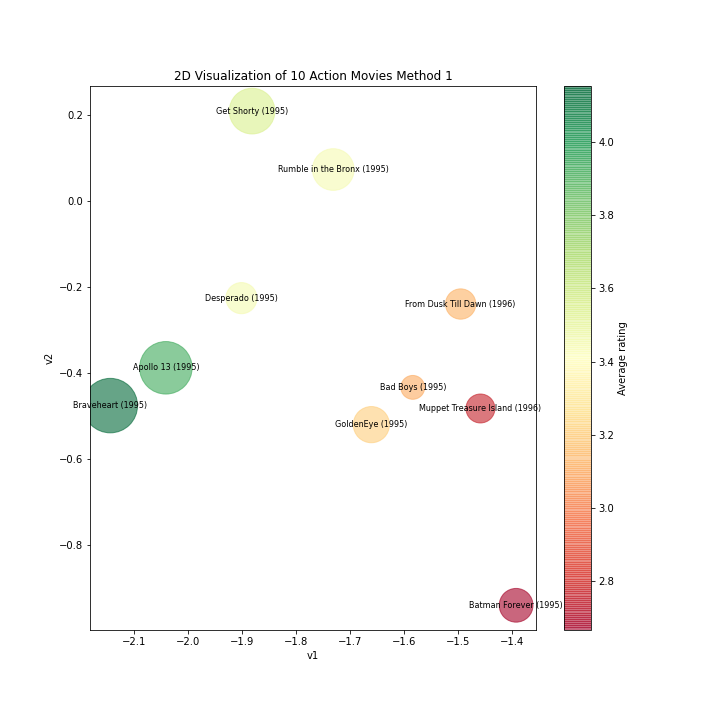 2D Visualization of 10 Action Movies Method 1
Get Shorty (1995)
Rumble in the Bronx (1995)
Desperado (1995)
From Dusk Till Dawn (1996)
Apollo 13 (1995)
Bad Boys (1995)
Braveheart (1995)
Muppet Treasure Island (1996)
GoldenEye (1995)
Batman Forever (1995)
0.2
0.0
−0.2
−0.4
−0.6
−0.8
v2
−2.1
−2.0
−1.9
−1.8
−1.7
−1.6
−1.5
−1.4
v1
4.0
3.8
3.6
3.4
3.2
3.0
2.8
Average rating